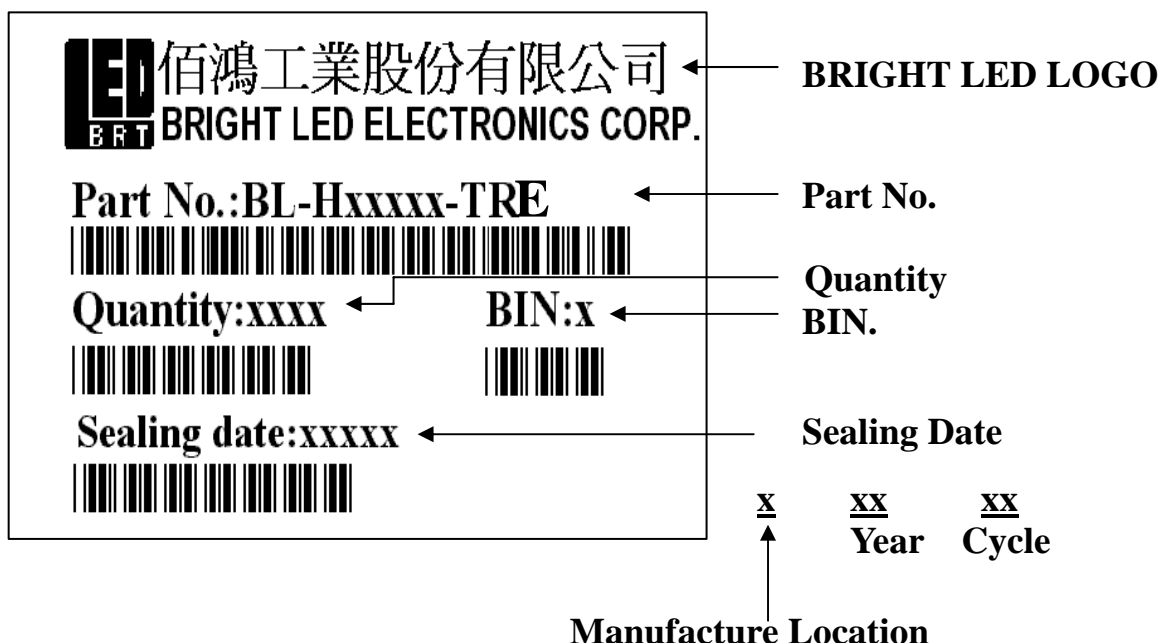 LED 佰鴻工業股份有限公司 BRIGHT LED LOGO
BRT BRIGHT LED ELECTRONICS CORP.
Part No.:BL-Hxxxxx-TRE Part No.
Quantity
Quantity:xxxx BIN:x BIN.
Sealing date:xxxxx Sealing Date
x xx xx
Year Cycle
Manufacture Location